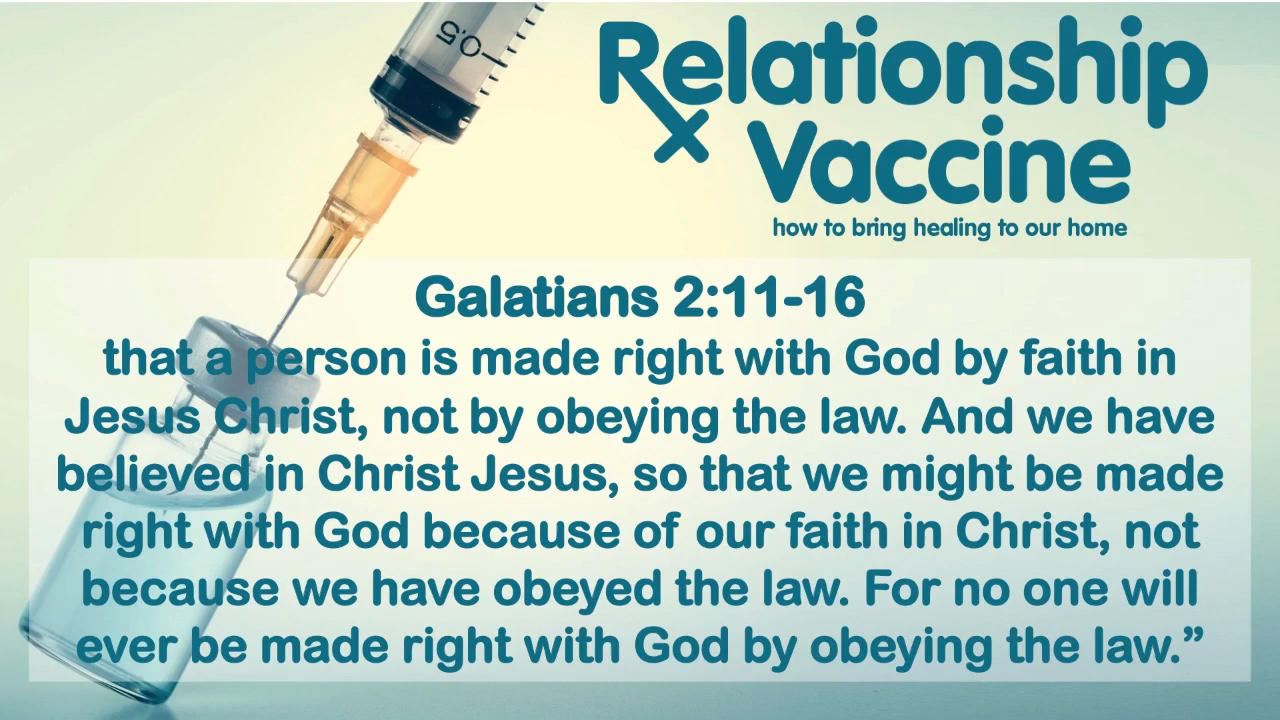 0.5
Relationship
Vaccine
how to bring healing to our home
Galatians 2:11-16
that a person is made right with God by faith in
Jesus Christ, not by obeying the law. And we have
believed in Christ Jesus, so that we might be made
right with God because of our faith in Christ, not
because we have obeyed the law. For no one will
ever be made right with God by obeying the law.”